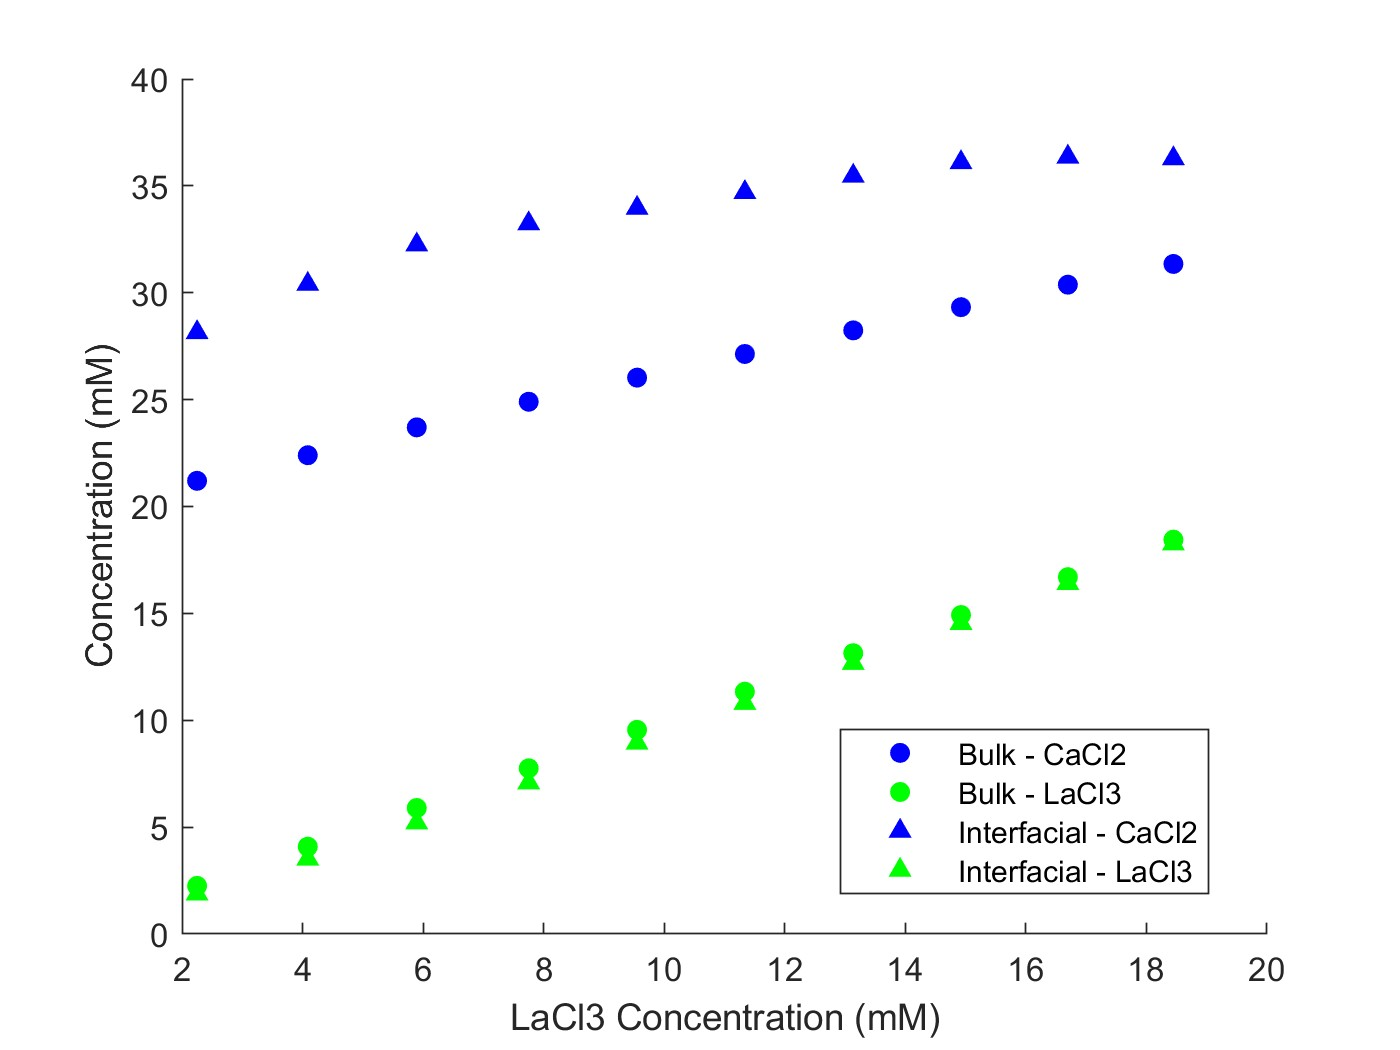 40
35
30
25
20
15
10
5
0
Concentration (mM)
2 4 6 8 10 12 14 16 18 20
LaCl3 Concentration (mM)
Bulk - CaCl2
Bulk - LaCl3
Interfacial - CaCl2
Interfacial - LaCl3